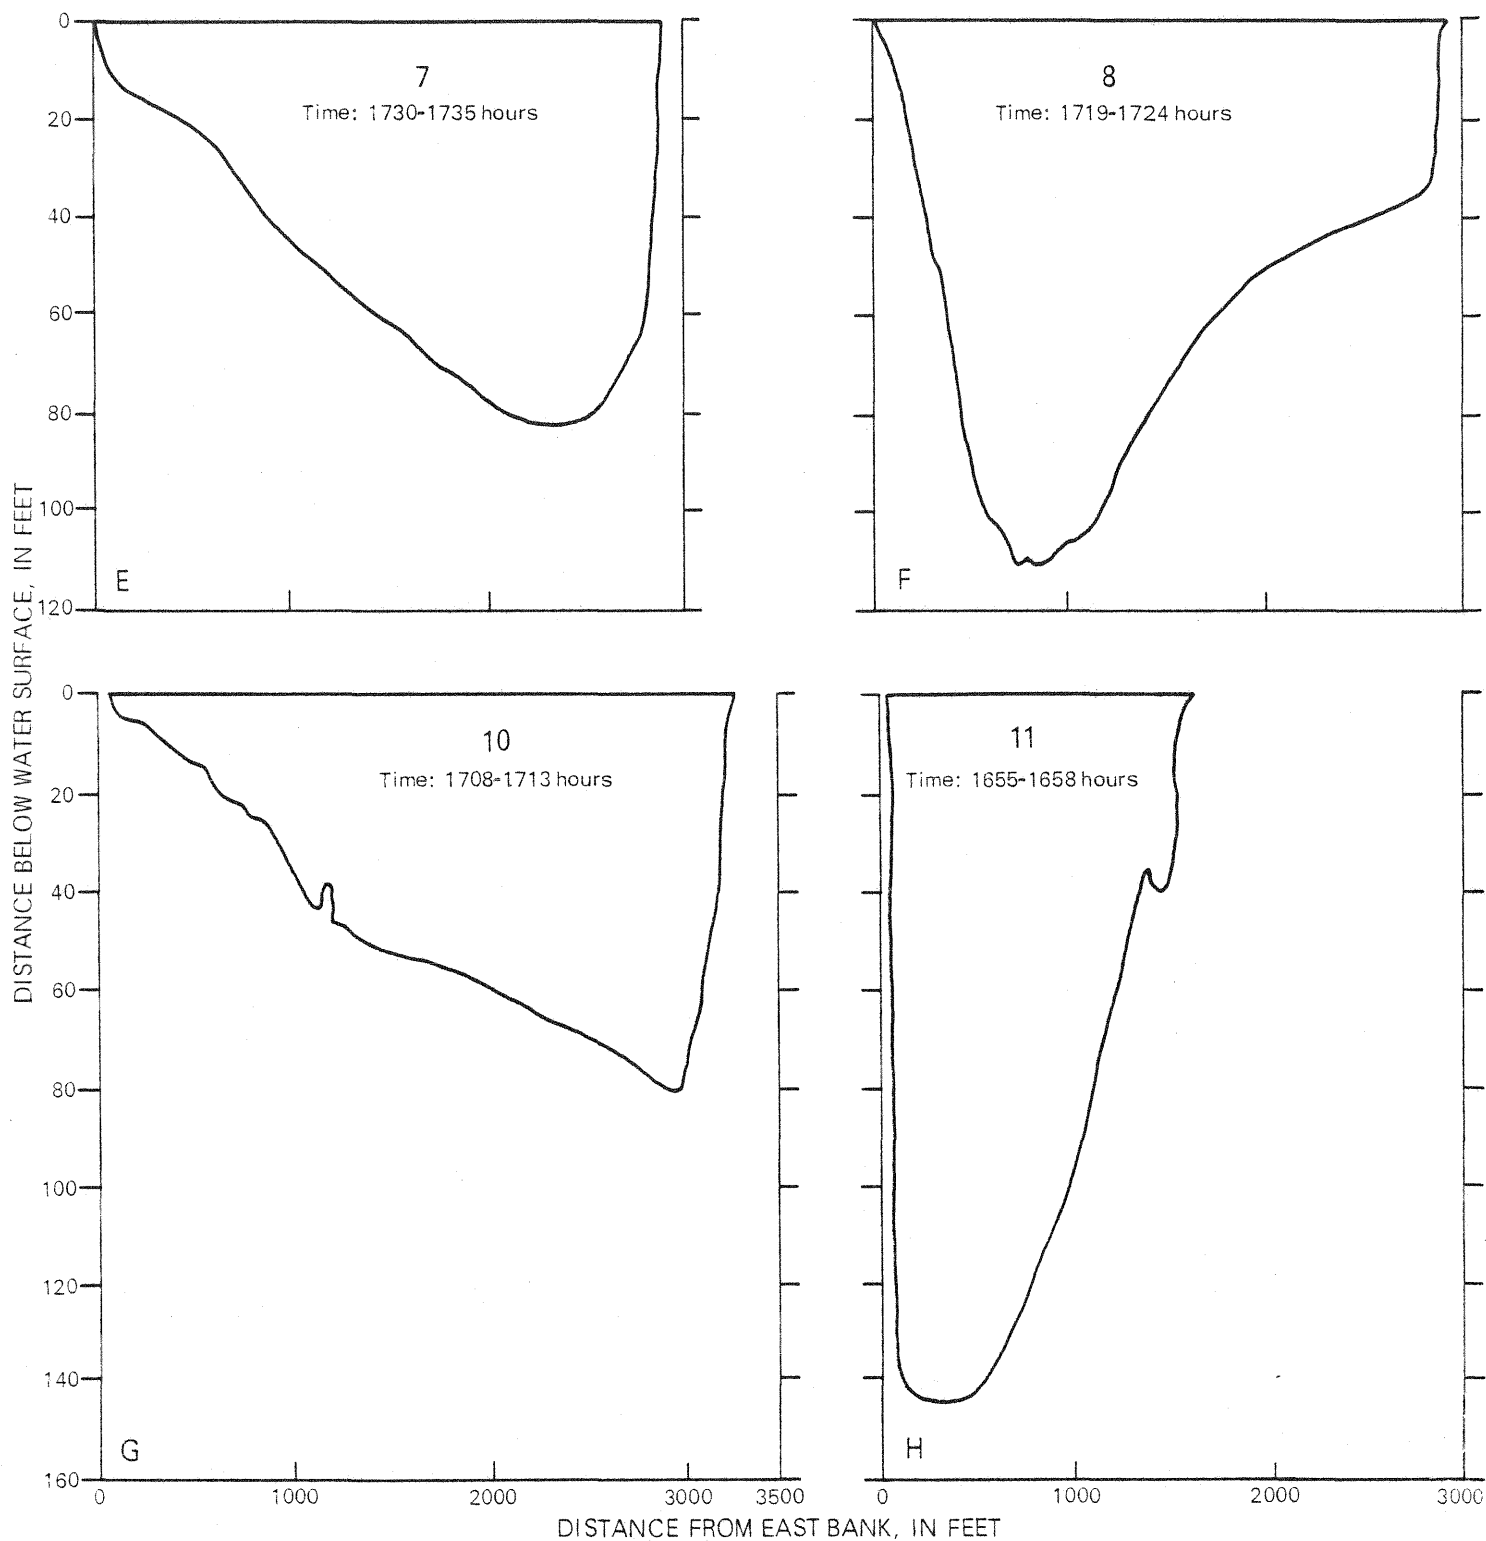 0
20
40
60
80
100
120
7
Time: 1730-1735 hours
E
8
Time: 1719-1724 hours
F
DISTANCE BELOW WATER SURFACE, IN FEET
0
20
40
60
80
100
120
140
160
10
Time: 1708-1713 hours
G
0 1000 2000 3000 3500
11
Time: 1655-1658 hours
H
0 1000 2000 3000
DISTANCE FROM EAST BANK, IN FEET